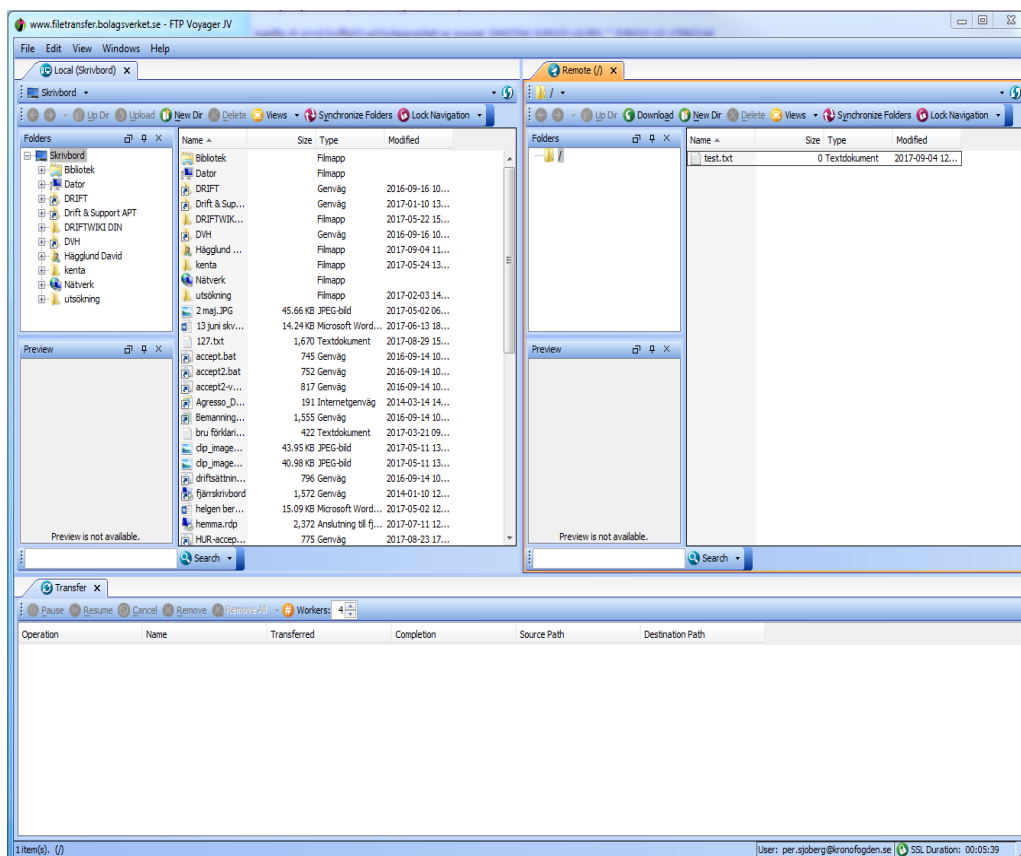 www.filetransfer.bolagsverket.se - FTP Voyager JV
File Edit View Windows Help
Local (Skrivbord) X
Remote (/) X
Skrivbord
/
Up Dir Upload New Dir Delete Views Synchronize Folders Lock Navigation
Up Dir Download New Dir Delete Views Synchronize Folders Lock Navigation
Folders
Skrivbord
Bibliotek
Dator
DRIFT
Drift & Support APT
DRIFTWIKI DIN
DVH
Hägglund David
kenta
Nätverk
utsökning
Preview
Preview is not available.
Name Size Type Modified
Bibliotek Filmapp
Dator Filmapp
DRIFT Genväg 2016-09-16 10...
Drift & Sup... Genväg 2017-01-10 13...
DRIFTWIK... Filmapp 2017-05-22 15...
DVH Genväg 2016-09-16 10...
Hägglund ... Filmapp 2017-09-04 11...
kenta Filmapp 2017-05-24 13...
Nätverk Filmapp
utsökning Filmapp 2017-02-03 14...
2 maj.JPG 45.66 KB JPEG-bild 2017-05-02 06...
13 juni skv... 14.24 KB Microsoft Word... 2017-06-13 18...
127.txt 1,670 Textdokument 2017-08-29 15...
accept.bat 745 Genväg 2016-09-14 10...
accept2.bat 752 Genväg 2016-09-14 10...
accept2-v... 817 Genväg 2016-09-14 10...
Agresso_D... 191 Internetgenväg 2014-03-14 14...
Bemanning... 1,555 Genväg 2016-09-14 10...
bru förklari... 422 Textdokument 2017-03-21 09...
clip_image... 43.95 KB JPEG-bild 2017-05-11 13...
clip_image... 40.98 KB JPEG-bild 2017-05-11 13...
driftsättnin... 796 Genväg 2016-09-14 10...
fjärrskrivbord 1,572 Genväg 2014-01-10 12...
helgen ber... 15.09 KB Microsoft Word... 2017-05-02 12...
hemma.rdp 2,372 Anslutning till fj... 2017-07-11 12...
HUR-accep... 775 Genväg 2017-08-23 17...
Search
Folders
/
Preview
Preview is not available.
Name Size Type Modified
test.txt 0 Textdokument 2017-09-04 12...
Search
Transfer X
Pause Resume Cancel Remove Remove All Workers: 4
Operation Name Transferred Completion Source Path Destination Path
1 item(s). (/)
User: per.sjoberg@kronofogden.se SSL Duration: 00:05:39